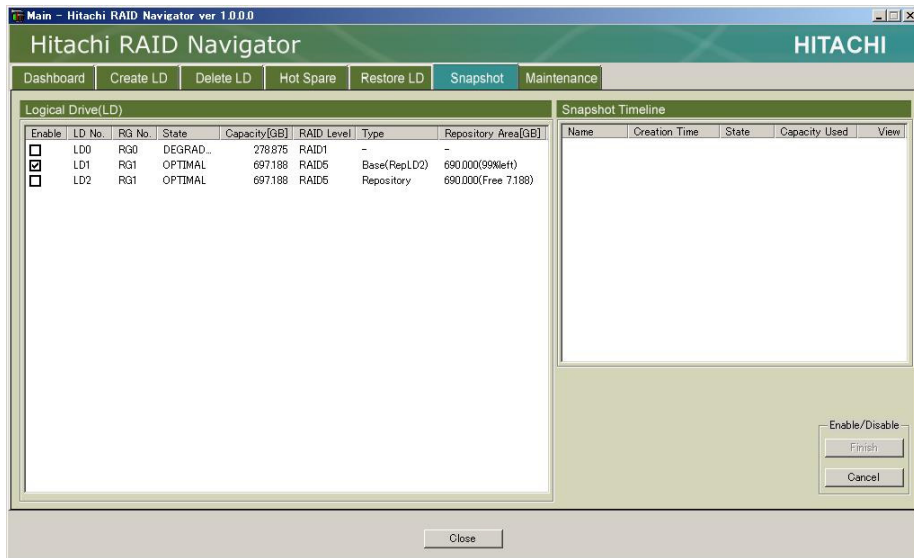 Main - Hitachi RAID Navigator ver 1.0.0.0
Hitachi RAID Navigator
HITACHI
Dashboard Create LD Delete LD Hot Spare Restore LD Snapshot Maintenance
Logical Drive(LD)
Enable LD No. RG No. State Capacity[GB] RAID Level Type Repository Area[GB]
LD0 RG0 DEGRAD... 278.875 RAID1 - -
LD1 RG1 OPTIMAL 697.188 RAID5 Base(RepLD2) 690.000(99%left)
LD2 RG1 OPTIMAL 697.188 RAID5 Repository 690.000(Free 7.188)
Snapshot Timeline
Name Creation Time State Capacity Used View
Enable/Disable
Finish
Cancel
Close